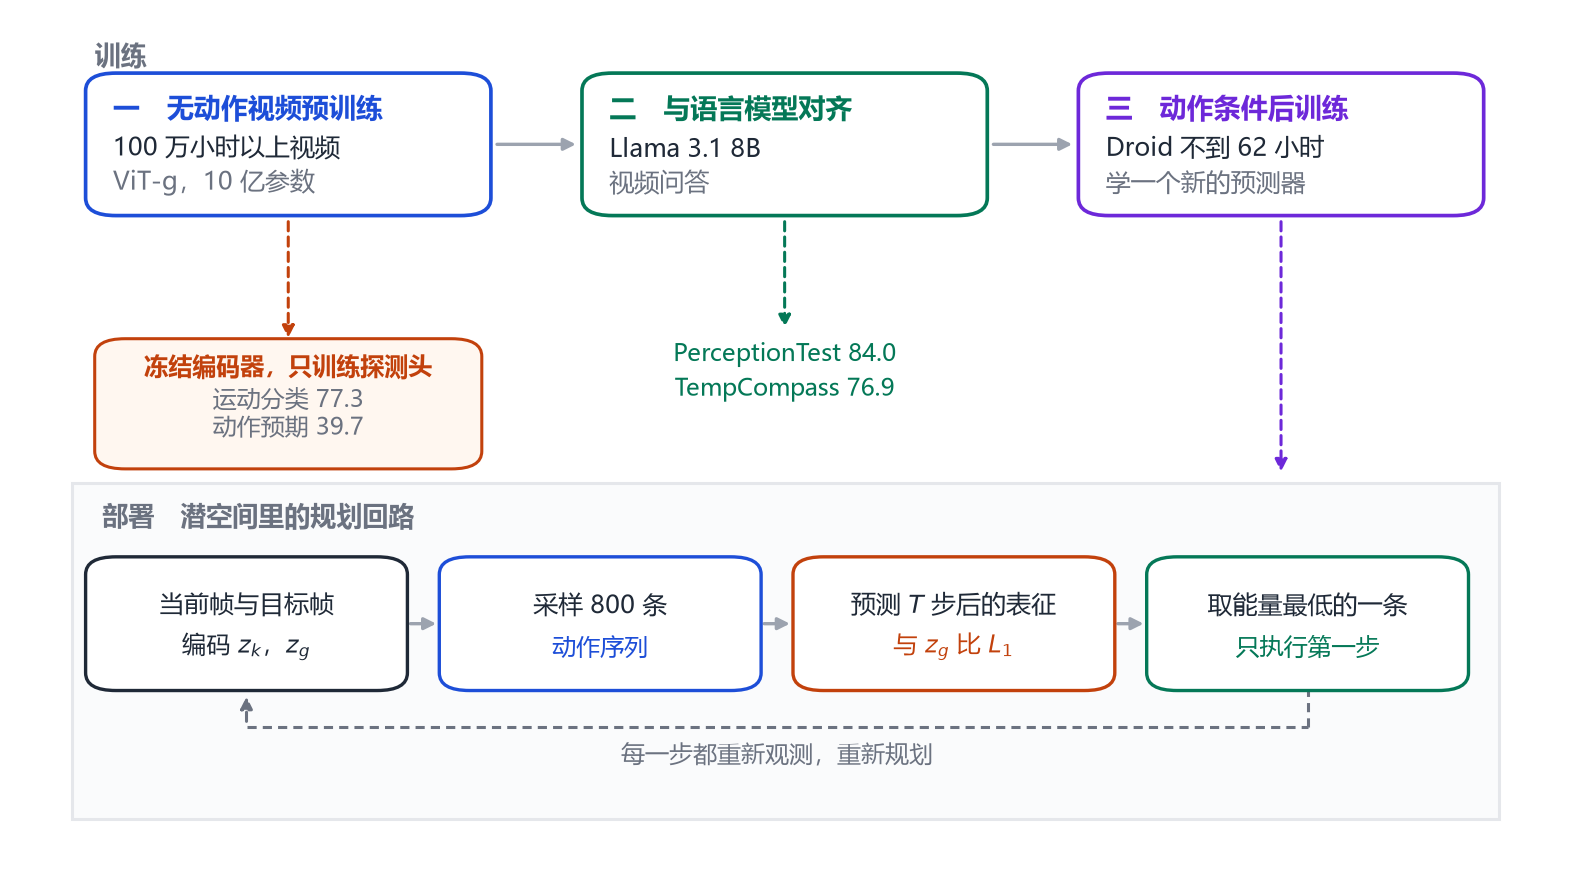 训练
一 无动作视频预训练
100 万小时以上视频
ViT-g，10 亿参数
二 与语言模型对齐
Llama 3.1 8B
视频问答
三 动作条件后训练
Droid 不到 62 小时
学一个新的预测器
冻结编码器，只训练探测头
运动分类 77.3
动作预期 39.7
PerceptionTest 84.0
TempCompass 76.9
部署 潜空间里的规划回路
当前帧与目标帧
编码 z_k，z_g
采样 800 条
动作序列
预测 T 步后的表征
与 z_g 比 L_1
取能量最低的一条
只执行第一步
每一步都重新观测，重新规划